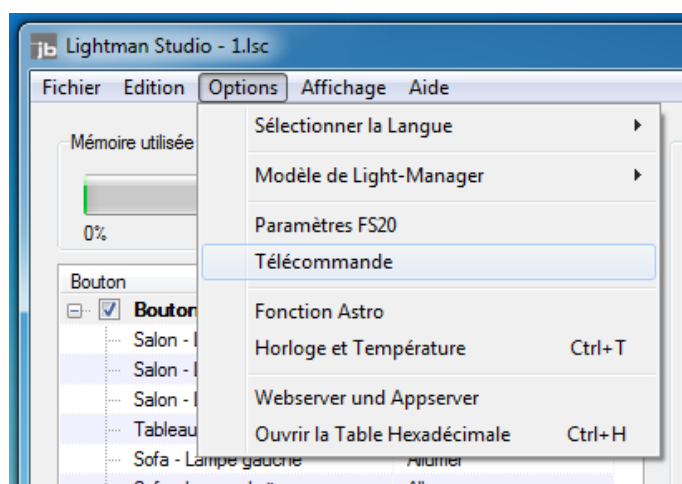 jb Lightman Studio - 1.lsc
Fichier Edition Options Affichage Aide
Mémoire utilisée
0%
Sélectionner la Langue
Modèle de Light-Manager
Paramètres FS20
Télécommande
Fonction Astro
Horloge et Température Ctrl+T
Webserver und Appserver
Ouvrir la Table Hexadécimale Ctrl+H
Bouton
Bouton
Salon - L
Salon - L
Salon - L
Tableau
Sofa - Lampe gauche Allumer